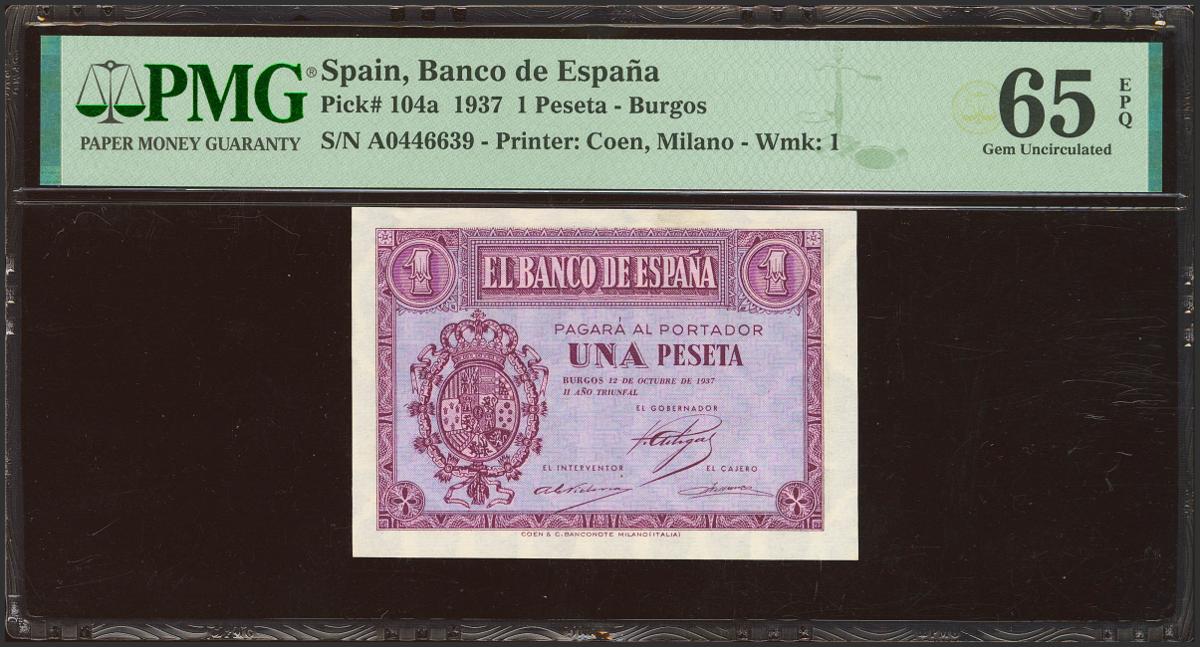 PMG®
PAPER MONEY GUARANTY
Spain, Banco de España
Pick# 104a 1937 1 Peseta - Burgos
S/N A0446639 - Printer: Coen, Milano - Wmk: 1
65
EPQ
Gem Uncirculated
1
EL BANCO DE ESPAÑA
1
PAGARÁ AL PORTADOR
UNA PESETA
BURGOS 12 DE OCTUBRE DE 1937
II AÑO TRIUNFAL
EL GOBERNADOR
EL INTERVENTOR
EL CAJERO
COEN & C. BANCONOTE MILANO (ITALIA)